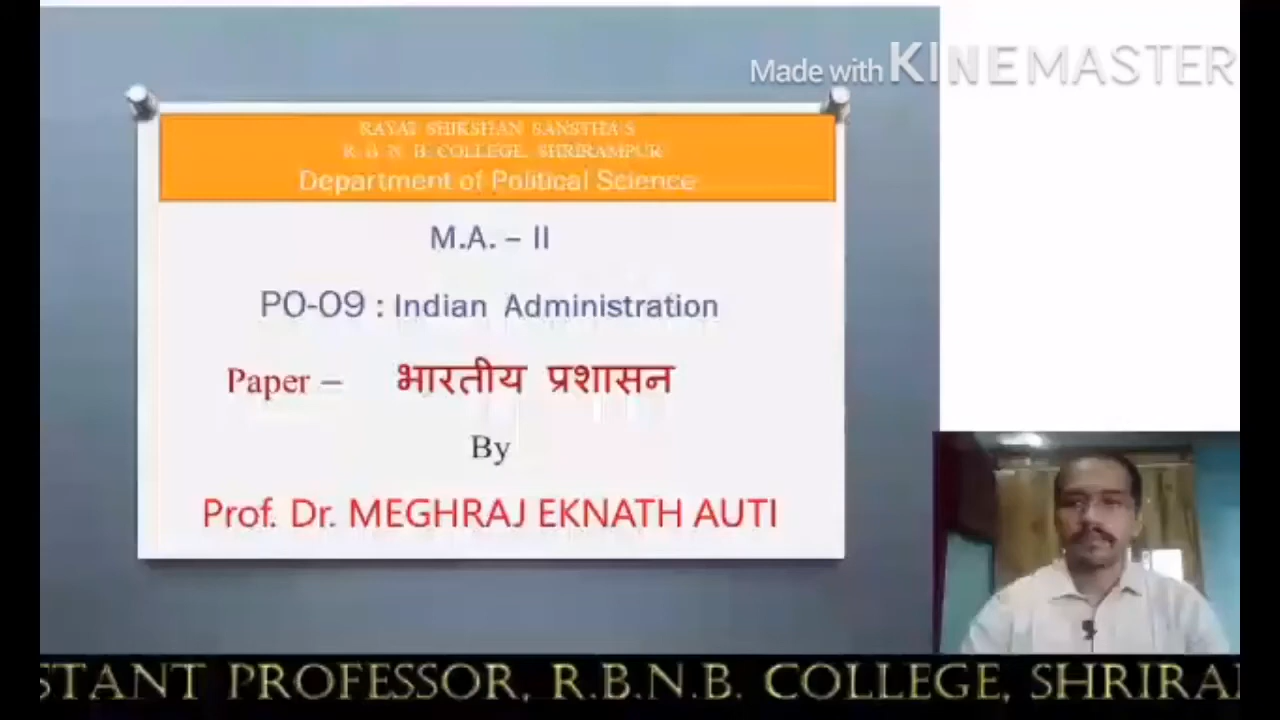 Made with KINEMASTER
RAYAT SHIKSHAN SANSTHA'S
R. B. N. B. COLLEGE, SHRIRAMPUR
Department of Political Science
M.A. – II
PO-09 : Indian Administration
Paper – भारतीय प्रशासन
By
Prof. Dr. MEGHRAJ EKNATH AUTI
STANT PROFESSOR, R.B.N.B. COLLEGE, SHRIRA